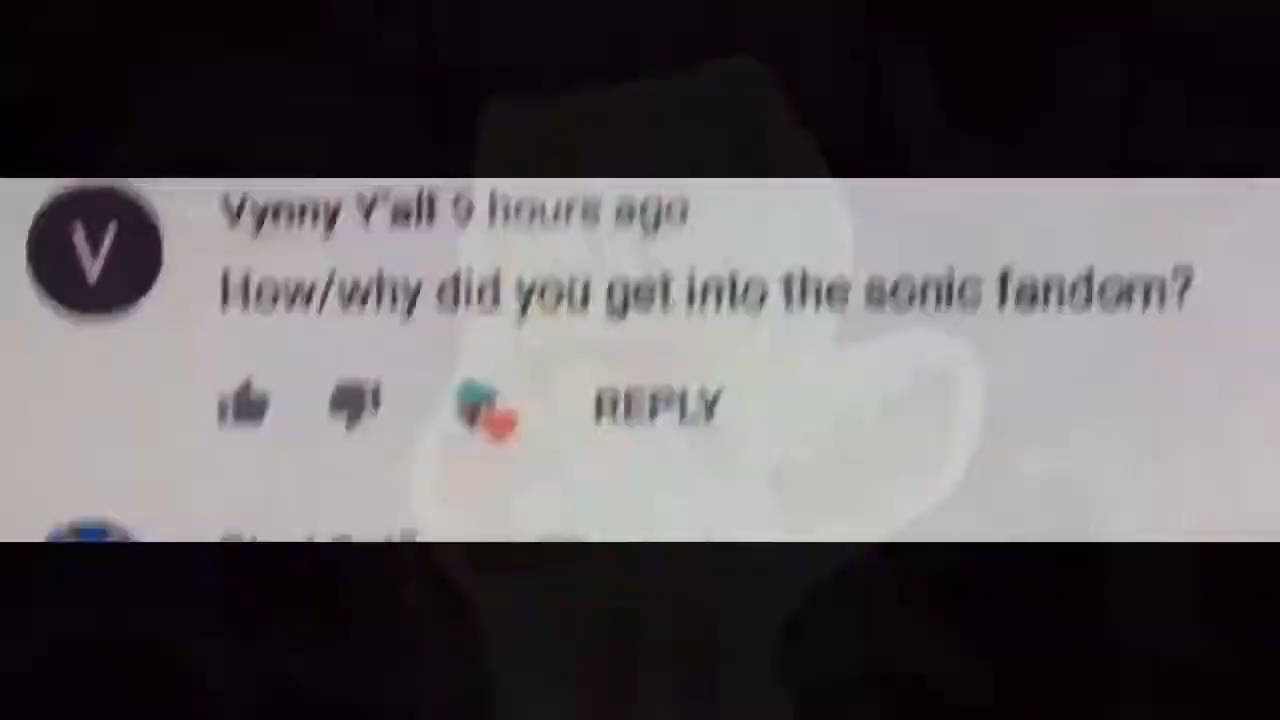 V
Vynny Y'all 9 hours ago
How/why did you get into the sonic fandom?
REPLY